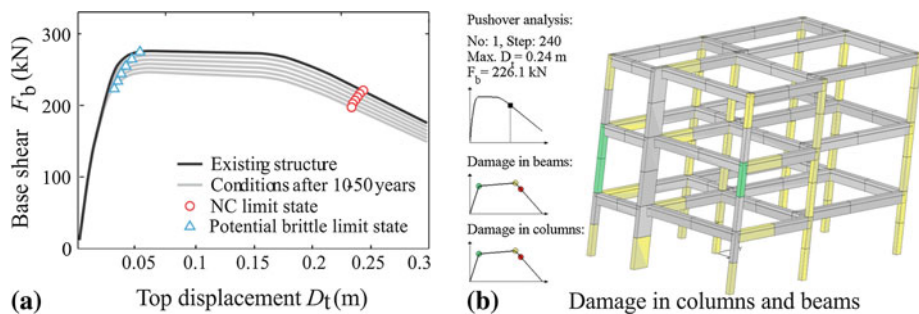 (a)
Base shear F_b (kN)
300
200
100
0
Existing structure
Conditions after 10-50 years
NC limit state
Potential brittle limit state
0.05
0.1
0.15
0.2
0.25
0.3
Top displacement D_t (m)
(b)
Pushover analysis:
No: 1, Step: 240
Max. D_t = 0.24 m
F_b = 226.1 kN
Damage in beams:
Damage in columns:
Damage in columns and beams